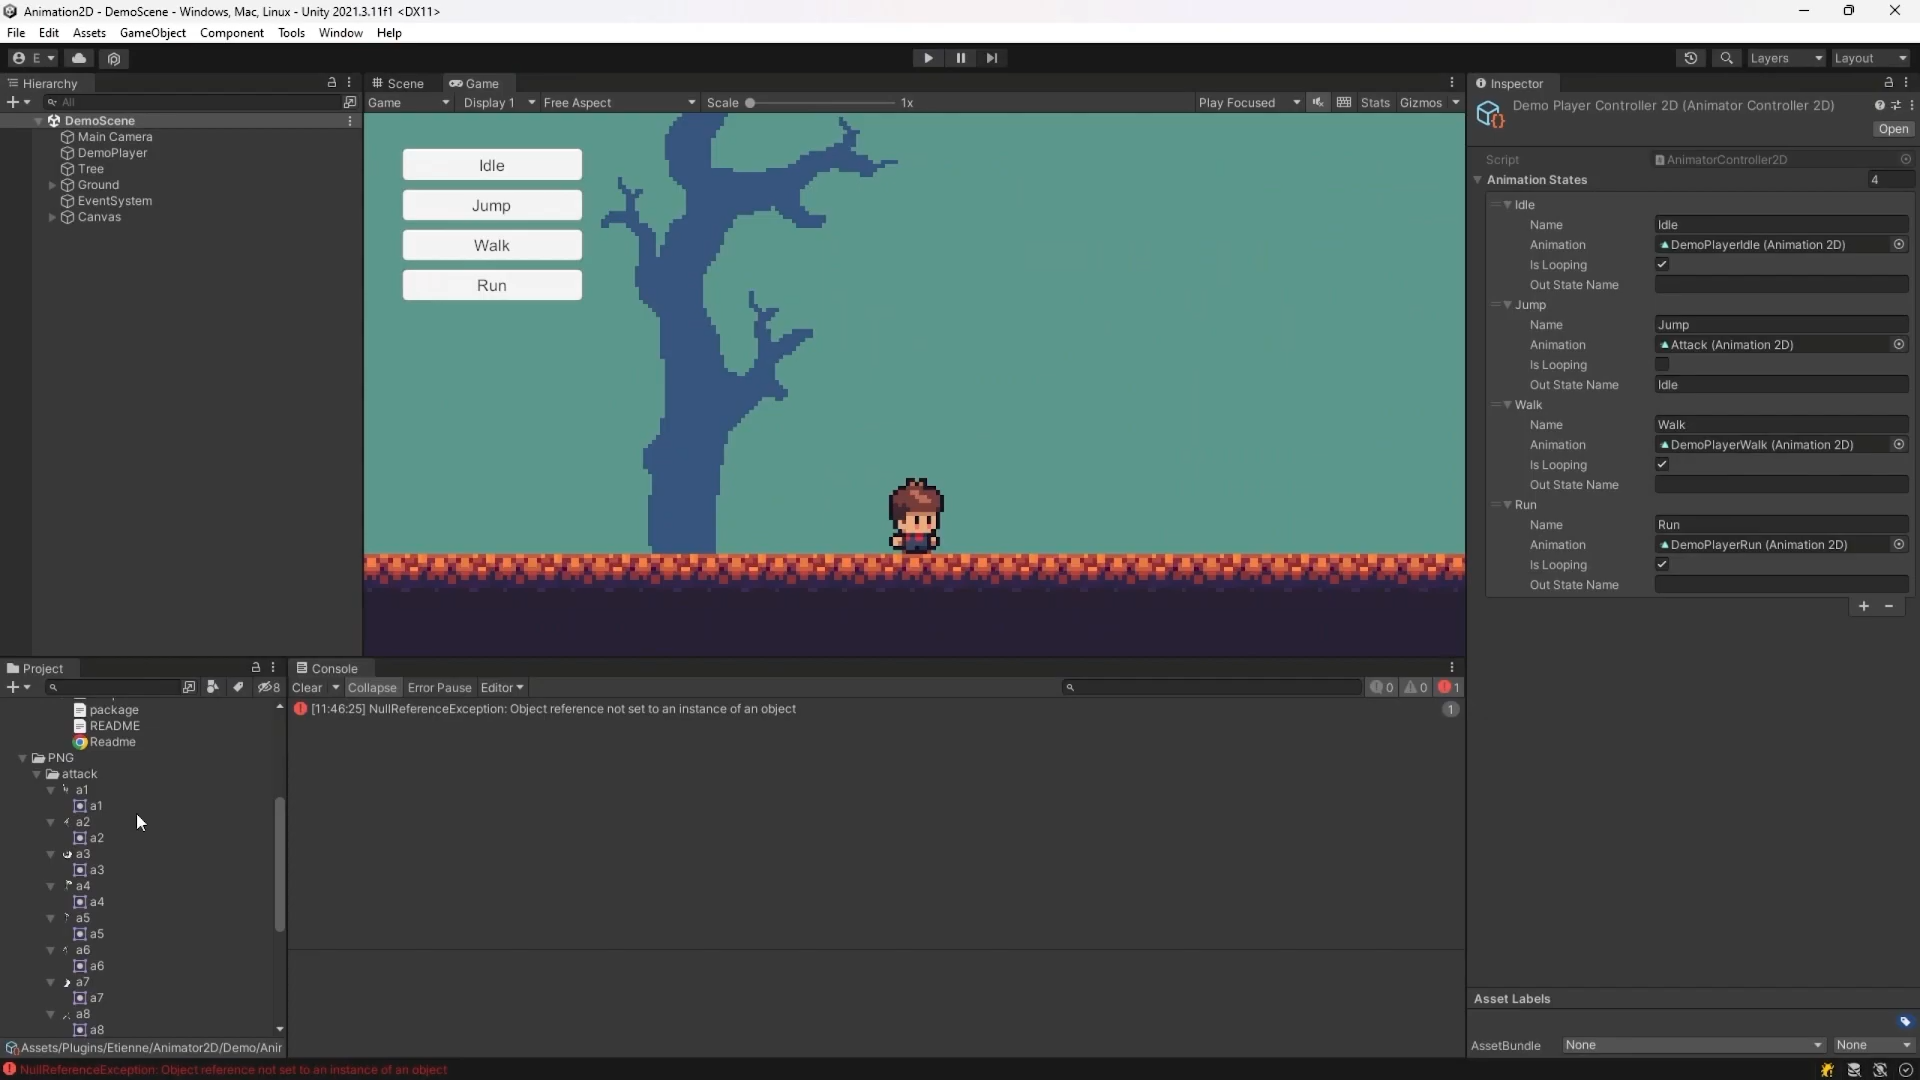 Animation2D - DemoScene - Windows, Mac, Linux - Unity 2021.3.11f1 <DX11>
File Edit Assets GameObject Component Tools Window Help
E Layers Layout
Hierarchy
All
DemoScene
Main Camera
DemoPlayer
Tree
Ground
EventSystem
Canvas
Scene Game
Game Display 1 Free Aspect Scale 1x Play Focused Stats Gizmos
Idle
Jump
Walk
Run
Inspector
Demo Player Controller 2D (Animator Controller 2D)
Open
Script AnimatorController2D
Animation States 4
Idle
Name Idle
Animation DemoPlayerIdle (Animation 2D)
Is Looping
Out State Name
Jump
Name Jump
Animation Attack (Animation 2D)
Is Looping
Out State Name Idle
Walk
Name Walk
Animation DemoPlayerWalk (Animation 2D)
Is Looping
Out State Name
Run
Name Run
Animation DemoPlayerRun (Animation 2D)
Is Looping
Out State Name
Asset Labels
AssetBundle None None
Project
8
package
README
Readme
PNG
attack
a1
a1
a2
a2
a3
a3
a4
a4
a5
a5
a6
a6
a7
a7
a8
a8
Assets/Plugins/Etienne/Animator2D/Demo/Anir
Console
Clear Collapse Error Pause Editor 0 0 1
[11:46:25] NullReferenceException: Object reference not set to an instance of an object 1
NullReferenceException: Object reference not set to an instance of an object